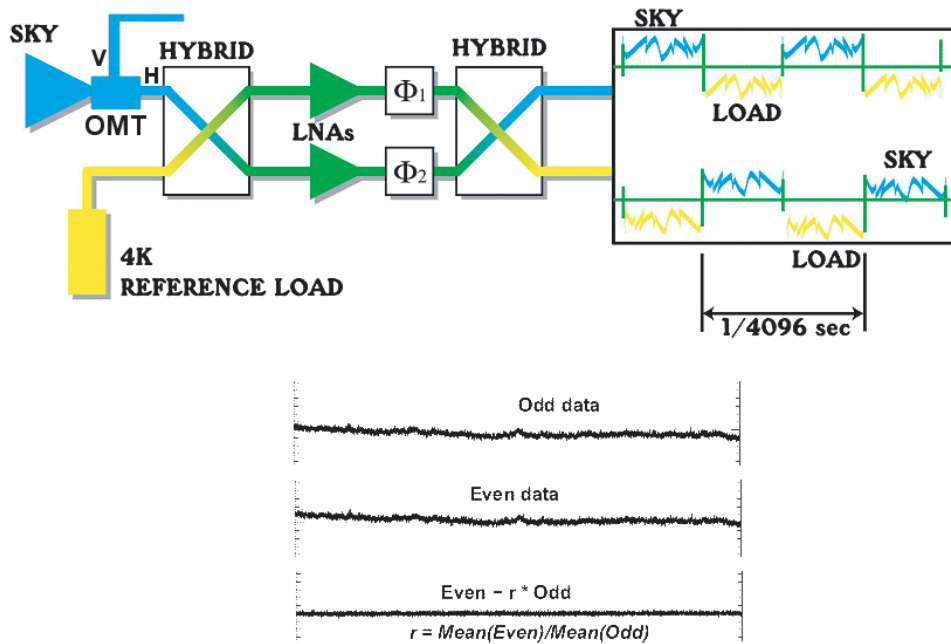 SKY
V
H
OMT
HYBRID
LNAs
Φ1
Φ2
HYBRID
4K
REFERENCE LOAD
SKY
LOAD
SKY
LOAD
1/4096 sec
Odd data
Even data
Even − r * Odd
r = Mean(Even)/Mean(Odd)